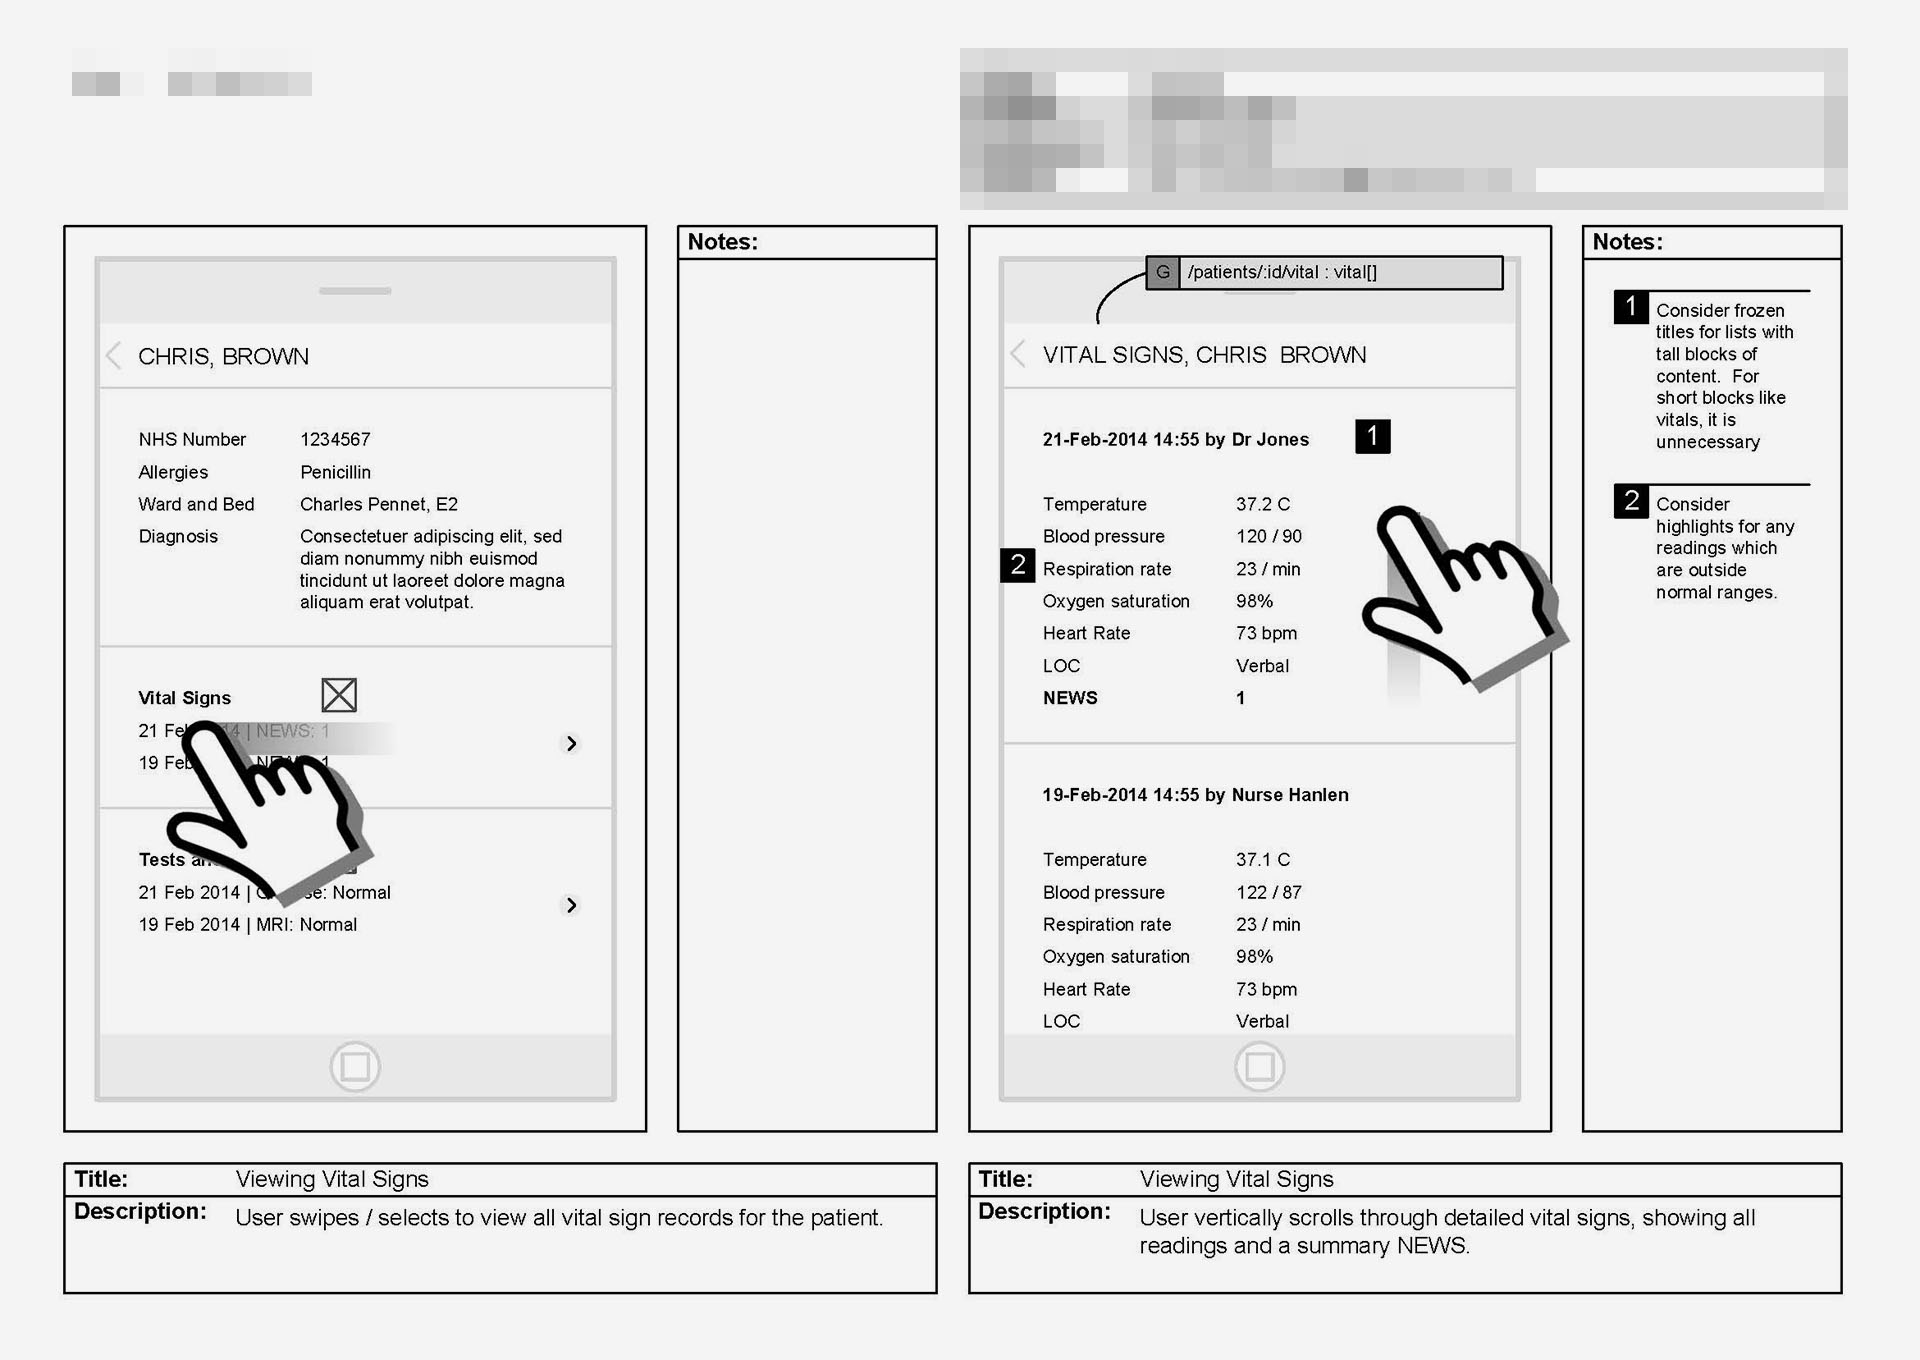 CHRIS, BROWN
NHS Number 1234567
Allergies Penicillin
Ward and Bed Charles Pennet, E2
Diagnosis Consectetuer adipiscing elit, sed
diam nonummy nibh euismod
tincidunt ut laoreet dolore magna
aliquam erat volutpat.
Vital Signs
21 Feb | NEWS: 1
19 Feb 1
Tests
21 Feb 2014 | Normal
19 Feb 2014 | MRI: Normal
Notes:
Title: Viewing Vital Signs
Description: User swipes / selects to view all vital sign records for the patient.
G /patients/:id/vital : vital[]
VITAL SIGNS, CHRIS BROWN
21-Feb-2014 14:55 by Dr Jones 1
Temperature 37.2 C
Blood pressure 120 / 90
2 Respiration rate 23 / min
Oxygen saturation 98%
Heart Rate 73 bpm
LOC Verbal
NEWS 1
19-Feb-2014 14:55 by Nurse Hanlen
Temperature 37.1 C
Blood pressure 122 / 87
Respiration rate 23 / min
Oxygen saturation 98%
Heart Rate 73 bpm
LOC Verbal
Notes:
1 Consider frozen
titles for lists with
tall blocks of
content. For
short blocks like
vitals, it is
unnecessary
2 Consider
highlights for any
readings which
are outside
normal ranges.
Title: Viewing Vital Signs
Description: User vertically scrolls through detailed vital signs, showing all
readings and a summary NEWS.